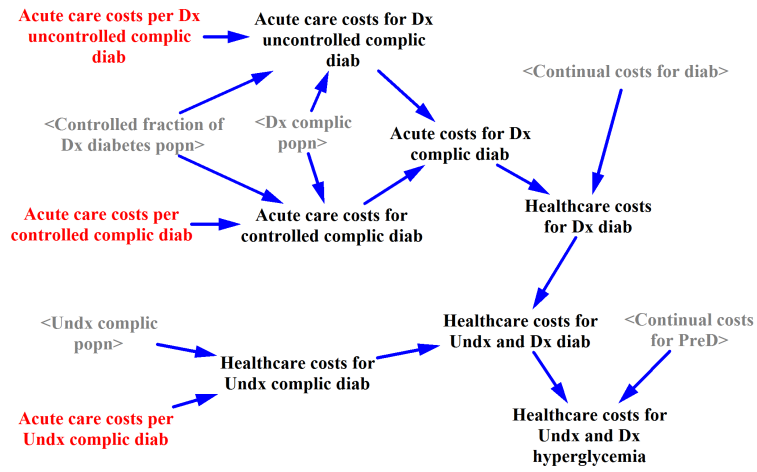 Acute care costs per Dx
uncontrolled complic
diab
Acute care costs for Dx
uncontrolled complic
diab
<Continual costs for diab>
<Controlled fraction of
Dx diabetes popn>
<Dx complic
popn>
Acute costs for Dx
complic diab
Acute care costs per
controlled complic diab
Acute care costs for
controlled complic diab
Healthcare costs
for Dx diab
<Undx complic
popn>
Healthcare costs for
Undx complic diab
Healthcare costs for
Undx and Dx diab
<Continual costs
for PreD>
Acute care costs per
Undx complic diab
Healthcare costs for
Undx and Dx
hyperglycemia